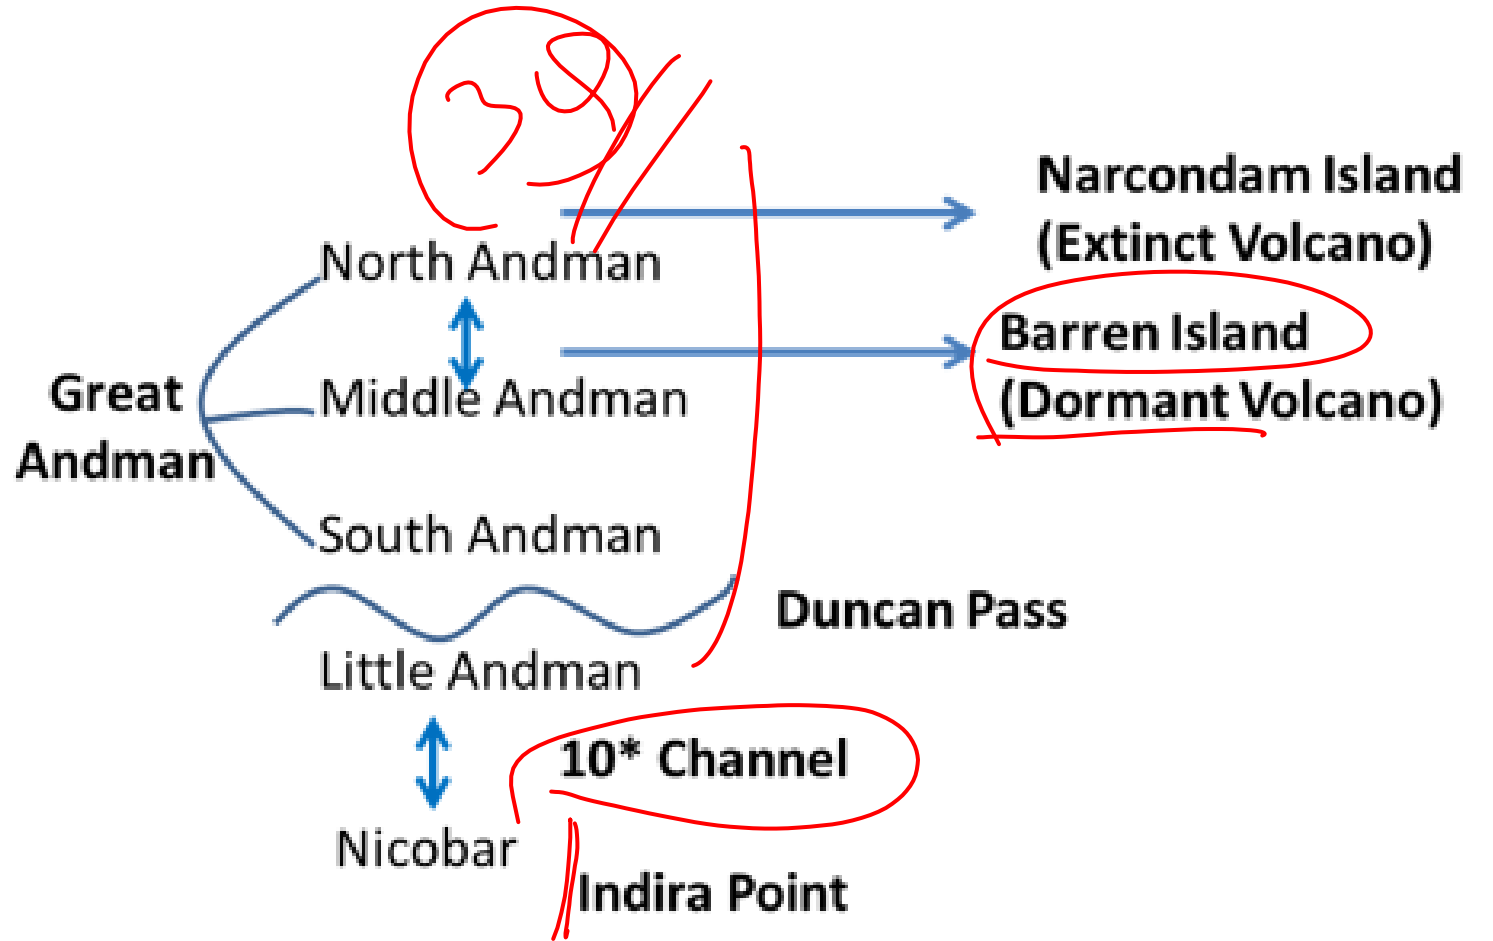 38
Narcondam Island
(Extinct Volcano)
North Andman
Barren Island
(Dormant Volcano)
Great
Andman
Middle Andman
South Andman
Duncan Pass
Little Andman
10* Channel
Nicobar
Indira Point